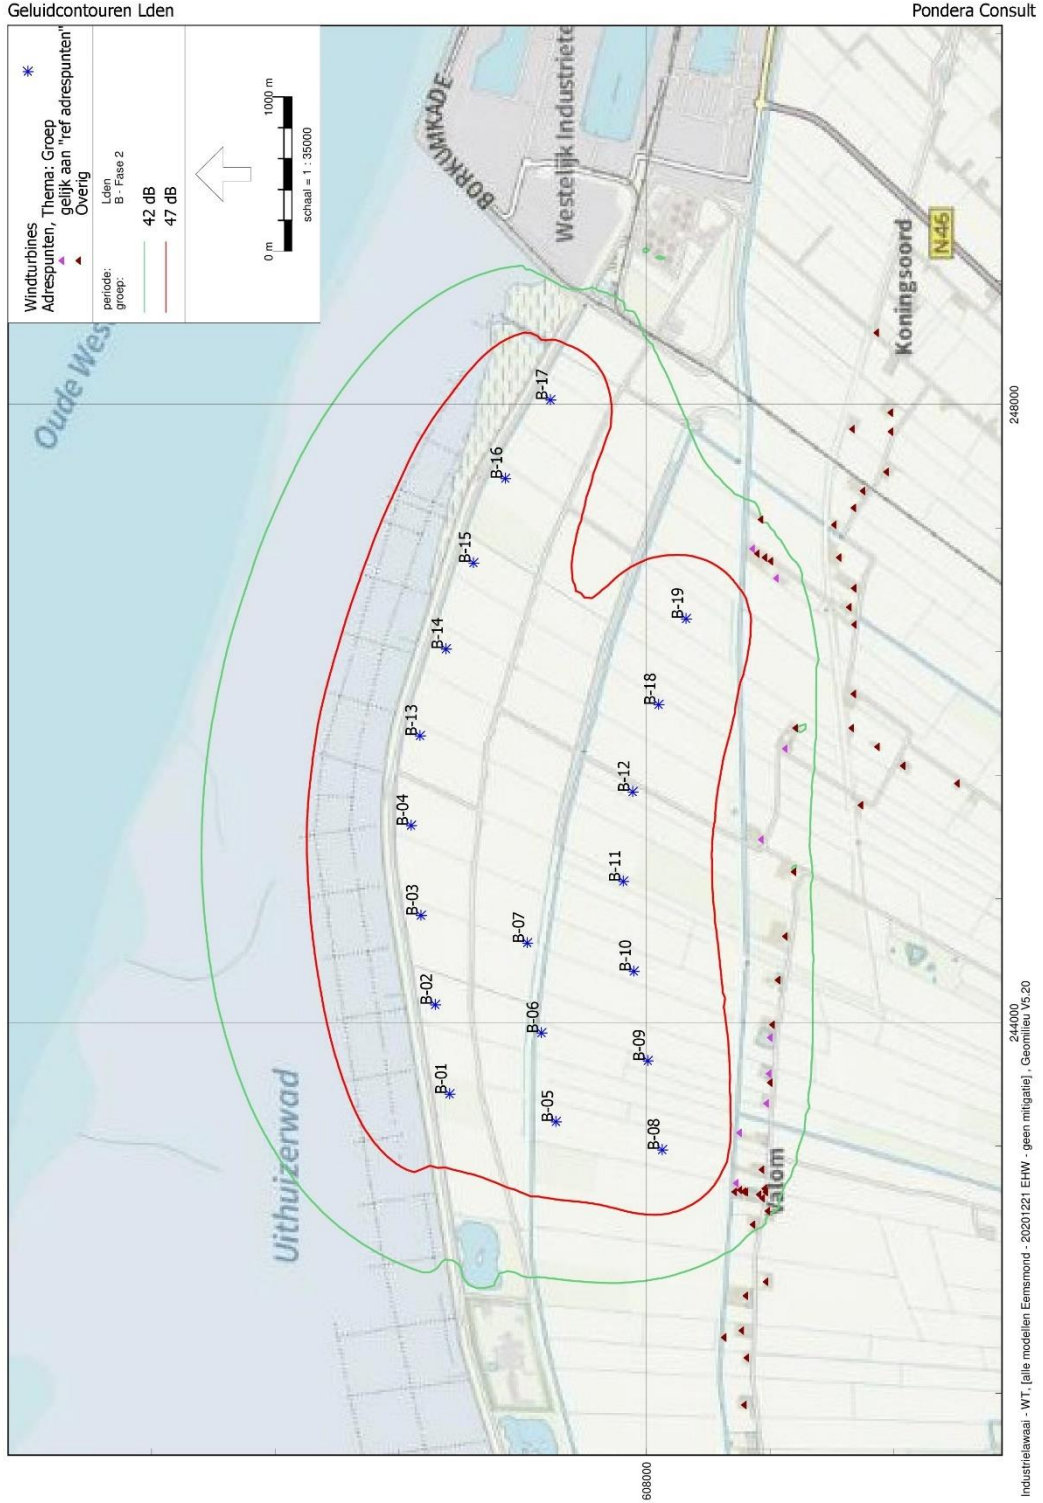 Geluidcontouren Lden
Pondera Consult
Windturbines
Adrespunten, Thema: Groep
gelijk aan "ref adrespunten"
Overig
periode: Lden
groep: B - Fase 2
42 dB
47 dB
0 m 1000 m
schaal = 1 : 35000
Oude Wes
BORKUMKADE
Westelijk Industriete
Uithuizerwad
Koningsoord
N46
Valom
B-01
B-02
B-03
B-04
B-13
B-14
B-15
B-16
B-17
B-05
B-06
B-07
B-08
B-09
B-10
B-11
B-12
B-18
B-19
244000
248000
608000
Industrielawaai - WT, [alle modellen Eemsmond - 20201221 EHW - geen mitigatie] , Geomilieu V5.20